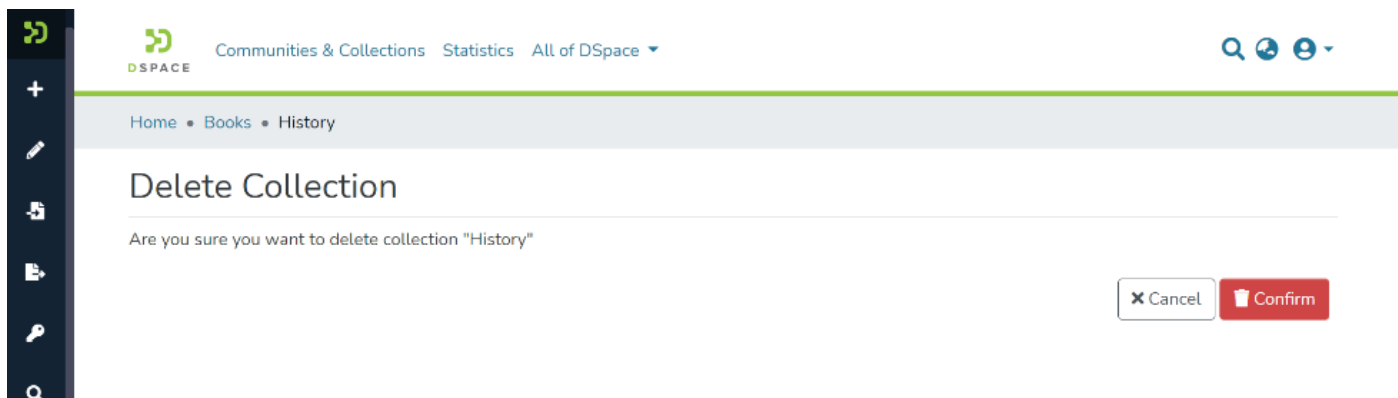 DSPACE
Communities & Collections Statistics All of DSpace
Home • Books • History
Delete Collection
Are you sure you want to delete collection "History"
Cancel Confirm